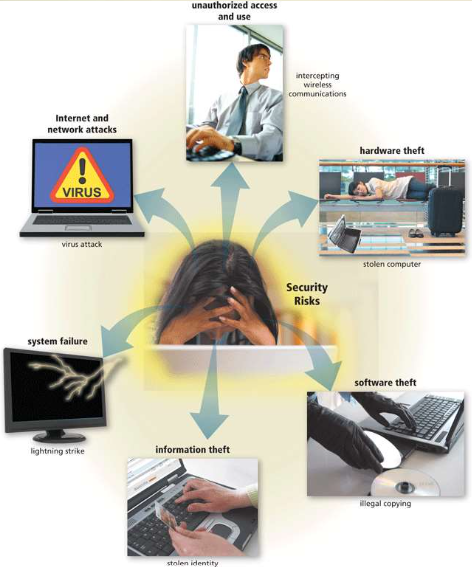 unauthorized access
and use
intercepting
wireless
communications
Internet and
network attacks
VIRUS
virus attack
hardware theft
stolen computer
Security
Risks
system failure
lightning strike
software theft
illegal copying
information theft
stolen identity